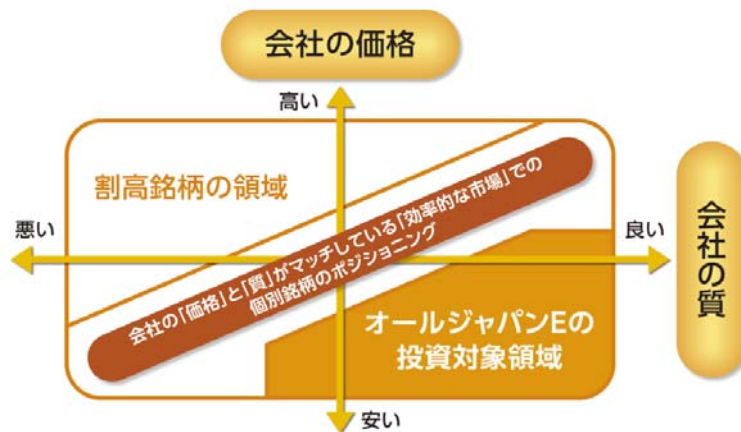 会社の価格
高い
割高銘柄の領域
会社の「価格」と「質」がマッチしている「効率的な市場」での
個別銘柄のポジショニング
悪い
良い
会社の質
オールジャパンEの
投資対象領域
安い